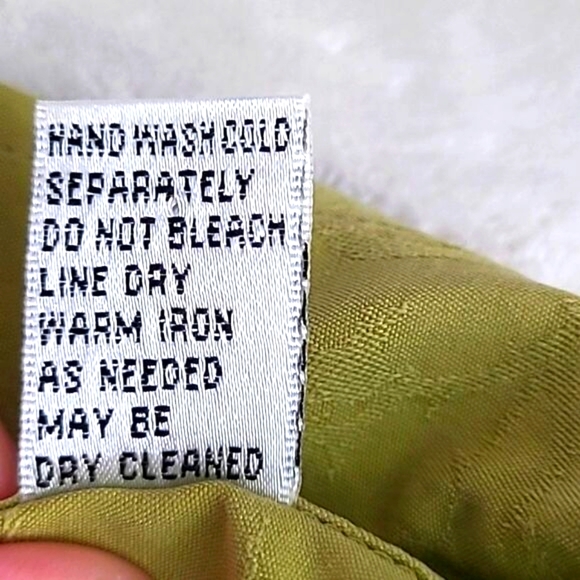 HAND WASH COLD
SEPARATELY
DO NOT BLEACH
LINE DRY
WARM IRON
AS NEEDED
MAY BE
DRY CLEANED